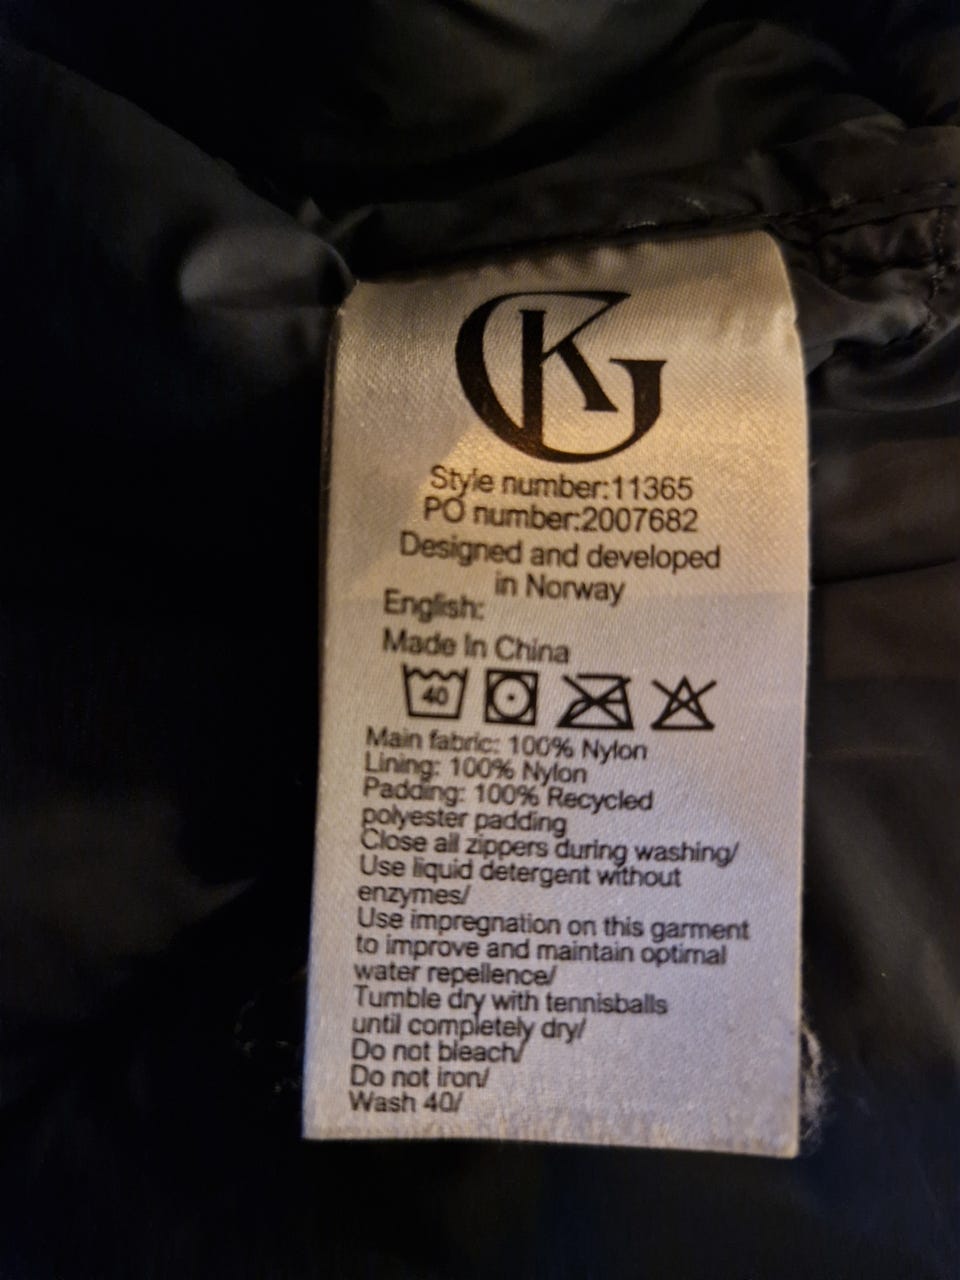 KG
Style number:11365
PO number:2007682
Designed and developed
in Norway
English:
Made In China
40
Main fabric: 100% Nylon
Lining: 100% Nylon
Padding: 100% Recycled
polyester padding
Close all zippers during washing/
Use liquid detergent without
enzymes/
Use impregnation on this garment
to improve and maintain optimal
water repellence/
Tumble dry with tennisballs
until completely dry/
Do not bleach/
Do not iron/
Wash 40/